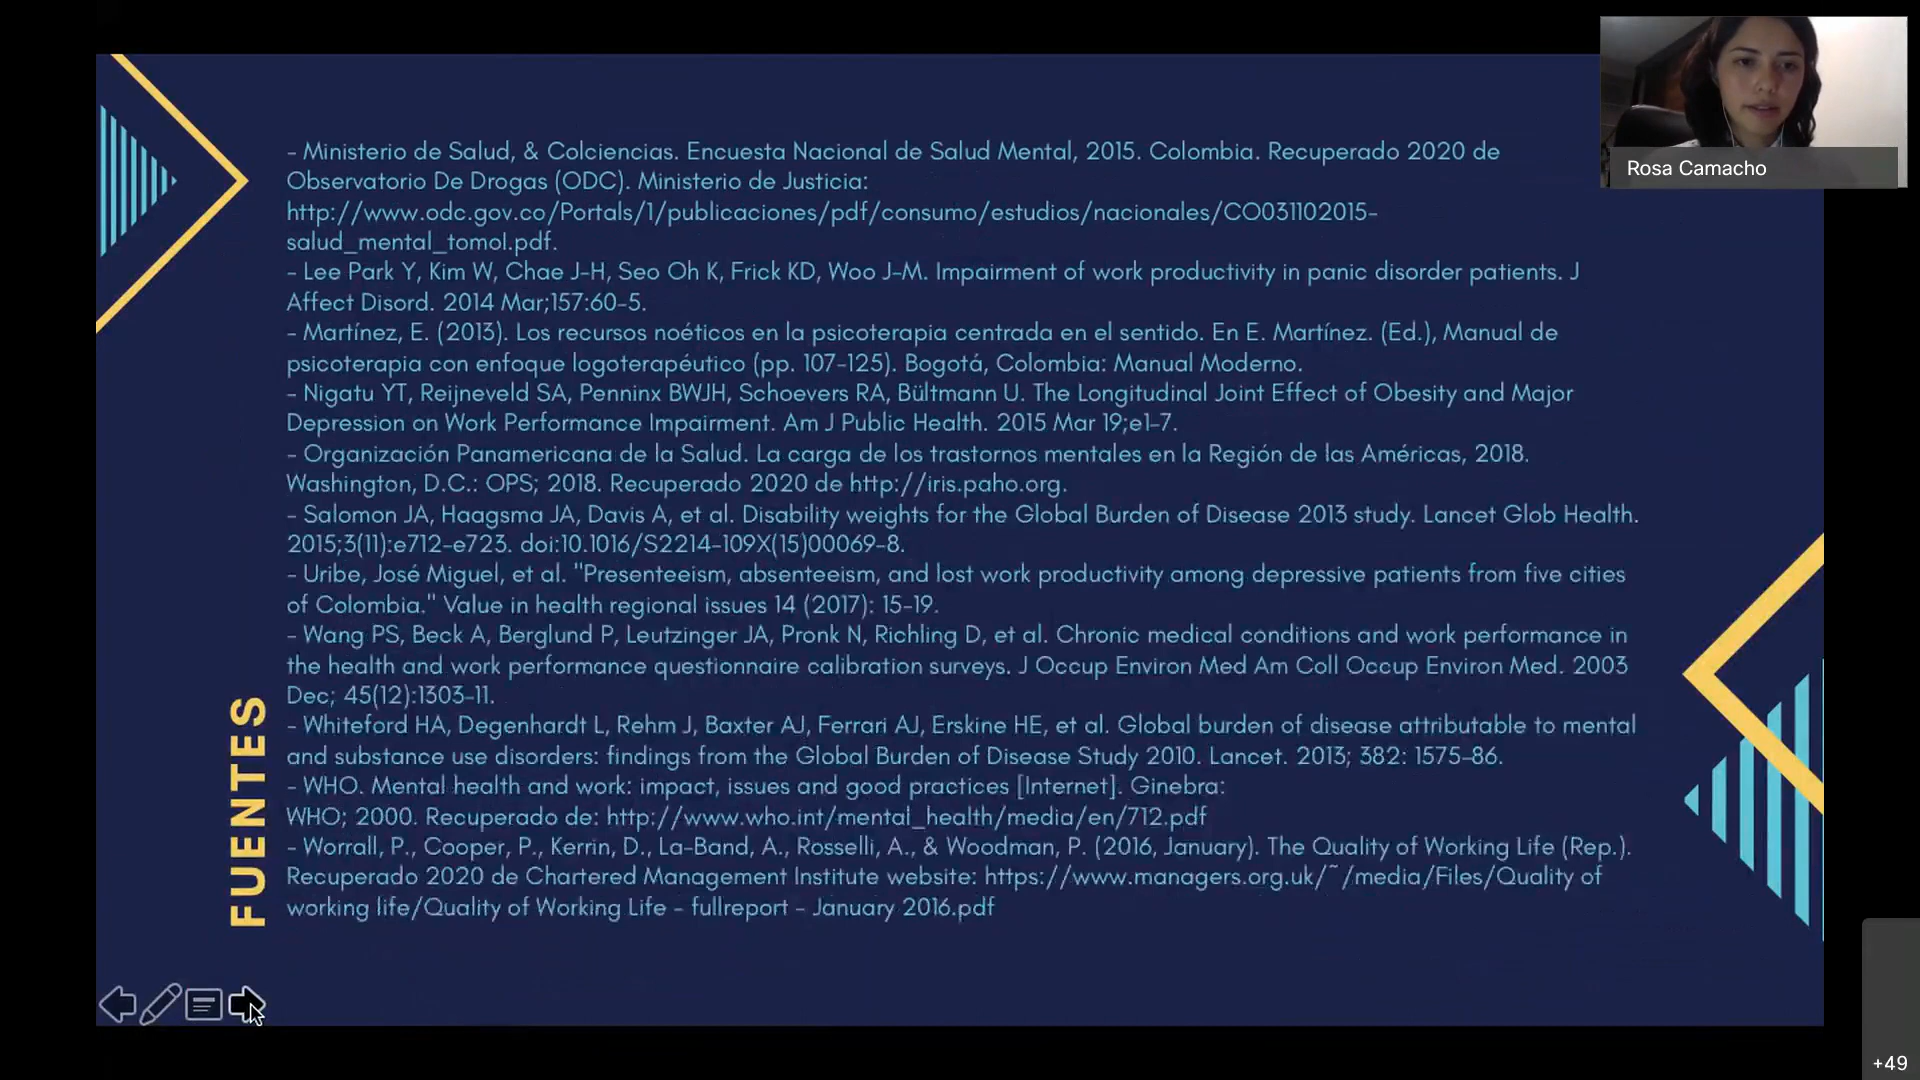 Rosa Camacho
- Ministerio de Salud, & Colciencias. Encuesta Nacional de Salud Mental, 2015. Colombia. Recuperado 2020 de
Observatorio De Drogas (ODC). Ministerio de Justicia:
http://www.odc.gov.co/Portals/1/publicaciones/pdf/consumo/estudios/nacionales/CO031102015-
salud_mental_tomoI.pdf.
- Lee Park Y, Kim W, Chae J-H, Seo Oh K, Frick KD, Woo J-M. Impairment of work productivity in panic disorder patients. J
Affect Disord. 2014 Mar;157:60-5.
- Martínez, E. (2013). Los recursos noéticos en la psicoterapia centrada en el sentido. En E. Martínez. (Ed.), Manual de
psicoterapia con enfoque logoterapéutico (pp. 107-125). Bogotá, Colombia: Manual Moderno.
- Nigatu YT, Reijneveld SA, Penninx BWJH, Schoevers RA, Bültmann U. The Longitudinal Joint Effect of Obesity and Major
Depression on Work Performance Impairment. Am J Public Health. 2015 Mar 19;e1-7.
- Organización Panamericana de la Salud. La carga de los trastornos mentales en la Región de las Américas, 2018.
Washington, D.C.: OPS; 2018. Recuperado 2020 de http://iris.paho.org.
- Salomon JA, Haagsma JA, Davis A, et al. Disability weights for the Global Burden of Disease 2013 study. Lancet Glob Health.
2015;3(11):e712-e723. doi:10.1016/S2214-109X(15)00069-8.
- Uribe, José Miguel, et al. "Presenteeism, absenteeism, and lost work productivity among depressive patients from five cities
of Colombia." Value in health regional issues 14 (2017): 15-19.
- Wang PS, Beck A, Berglund P, Leutzinger JA, Pronk N, Richling D, et al. Chronic medical conditions and work performance in
the health and work performance questionnaire calibration surveys. J Occup Environ Med Am Coll Occup Environ Med. 2003
Dec; 45(12):1303-11.
- Whiteford HA, Degenhardt L, Rehm J, Baxter AJ, Ferrari AJ, Erskine HE, et al. Global burden of disease attributable to mental
and substance use disorders: findings from the Global Burden of Disease Study 2010. Lancet. 2013; 382: 1575-86.
- WHO. Mental health and work: impact, issues and good practices [Internet]. Ginebra:
WHO; 2000. Recuperado de: http://www.who.int/mental_health/media/en/712.pdf
- Worrall, P., Cooper, P., Kerrin, D., La-Band, A., Rosselli, A., & Woodman, P. (2016, January). The Quality of Working Life (Rep.).
Recuperado 2020 de Chartered Management Institute website: https://www.managers.org.uk/~/media/Files/Quality of
working life/Quality of Working Life - fullreport - January 2016.pdf
FUENTES
+49